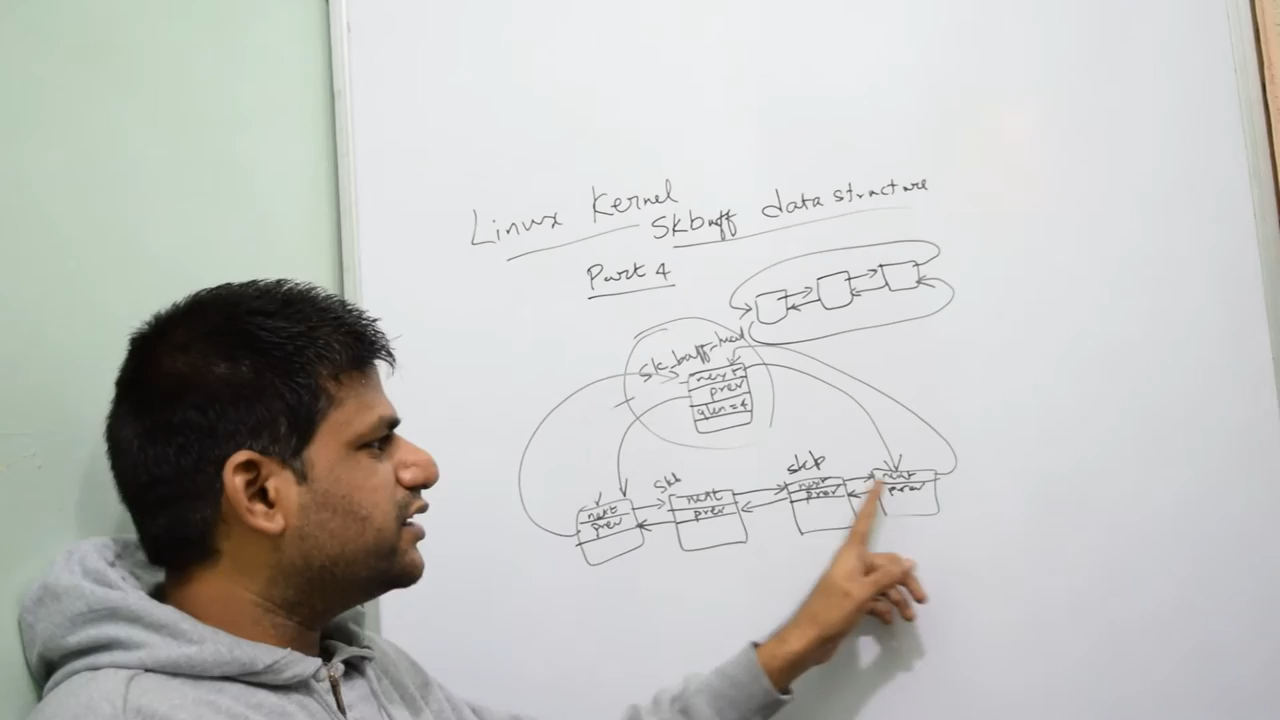 Linux Kernel
Skbuff data structure
Part 4
sk_buff_head
next
prev
qlen=4
skb
skb
next
prev
next
prev
next
prev
next
prev